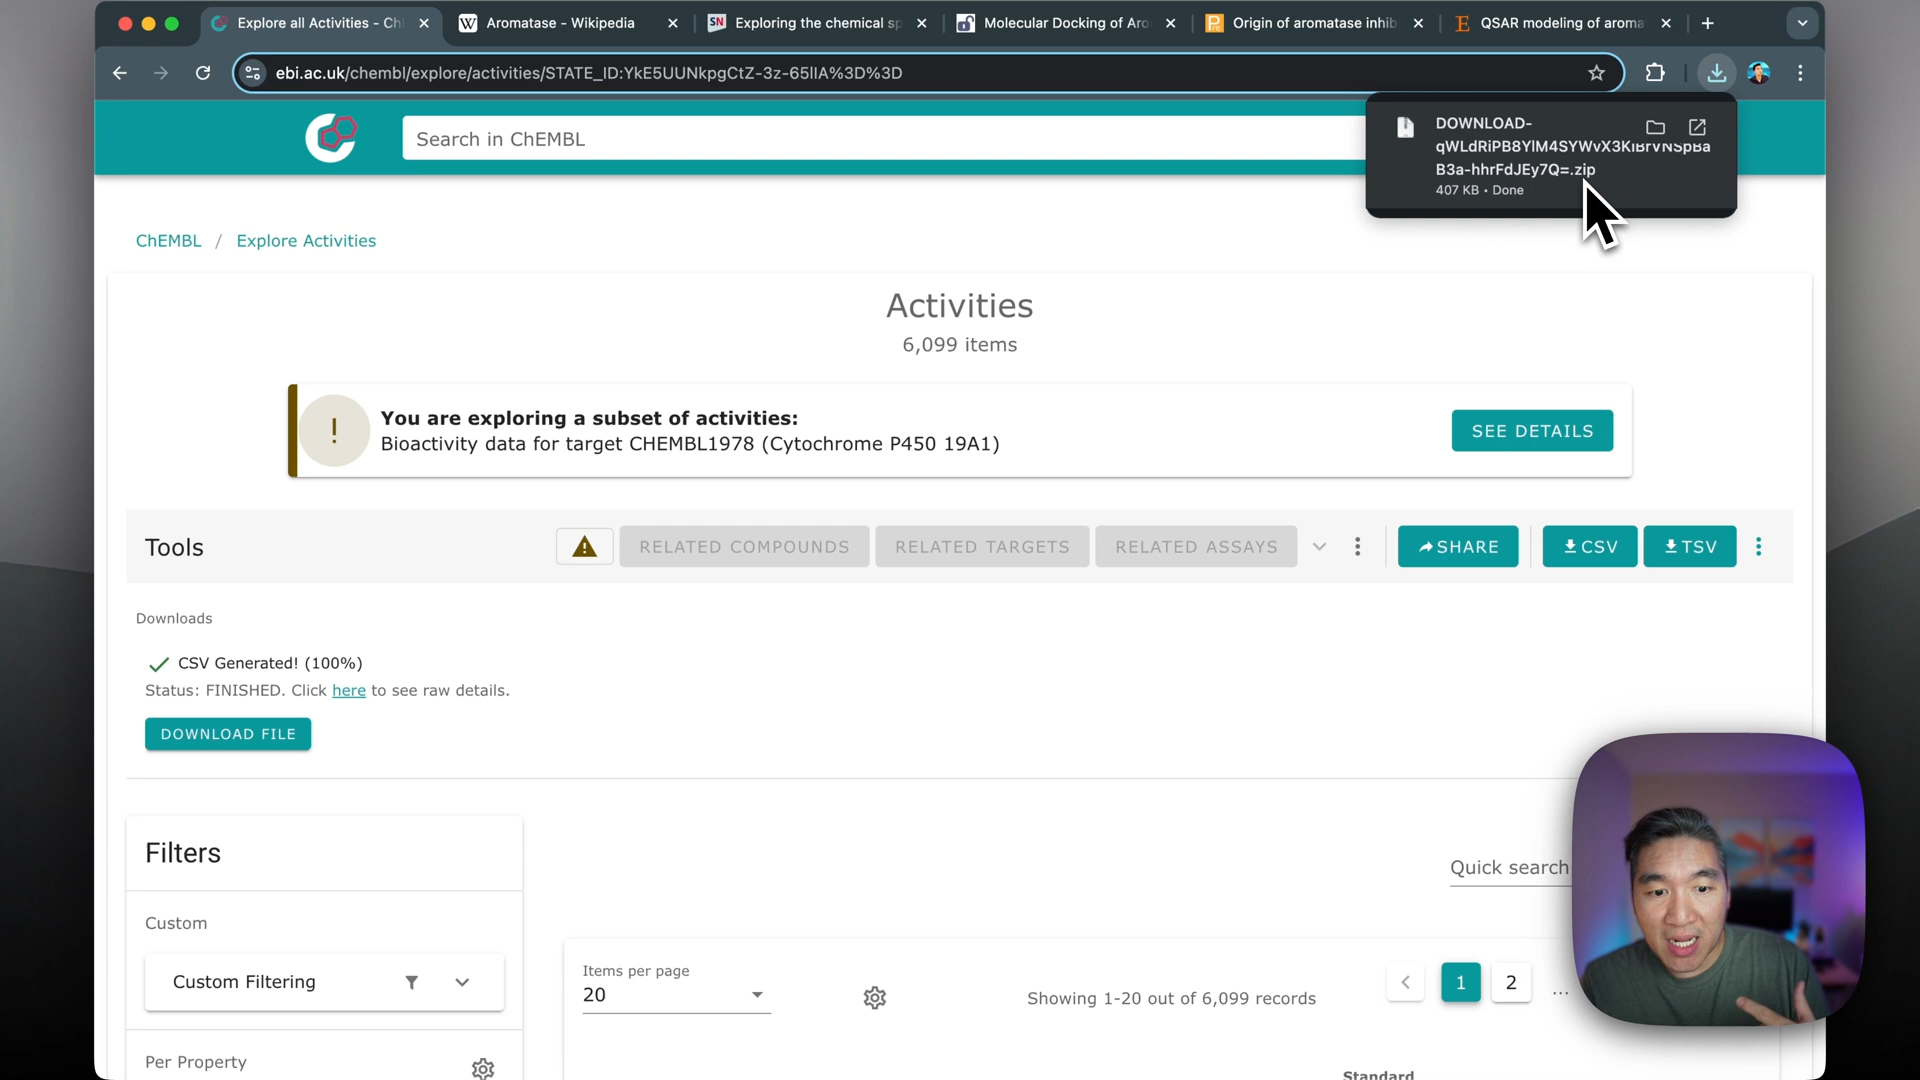 Explore all Activities - Ch
Aromatase - Wikipedia
SN Exploring the chemical sp
Molecular Docking of Aro
Origin of aromatase inhib
E QSAR modeling of aroma
ebi.ac.uk/chembl/explore/activities/STATE_ID:YkE5UUNkpgCtZ-3z-65lIA%3D%3D
Search in ChEMBL
DOWNLOAD-
qWLdRiPB8YlM4SYWvX3KiBrVNSpBa
B3a-hhrFdJEy7Q=.zip
407 KB • Done
ChEMBL / Explore Activities
Activities
6,099 items
!
You are exploring a subset of activities:
Bioactivity data for target CHEMBL1978 (Cytochrome P450 19A1)
SEE DETAILS
Tools
RELATED COMPOUNDS
RELATED TARGETS
RELATED ASSAYS
SHARE
CSV
TSV
Downloads
CSV Generated! (100%)
Status: FINISHED. Click here to see raw details.
DOWNLOAD FILE
Filters
Custom
Custom Filtering
Per Property
Quick search
Items per page
20
Showing 1-20 out of 6,099 records
1
2
...
Standard